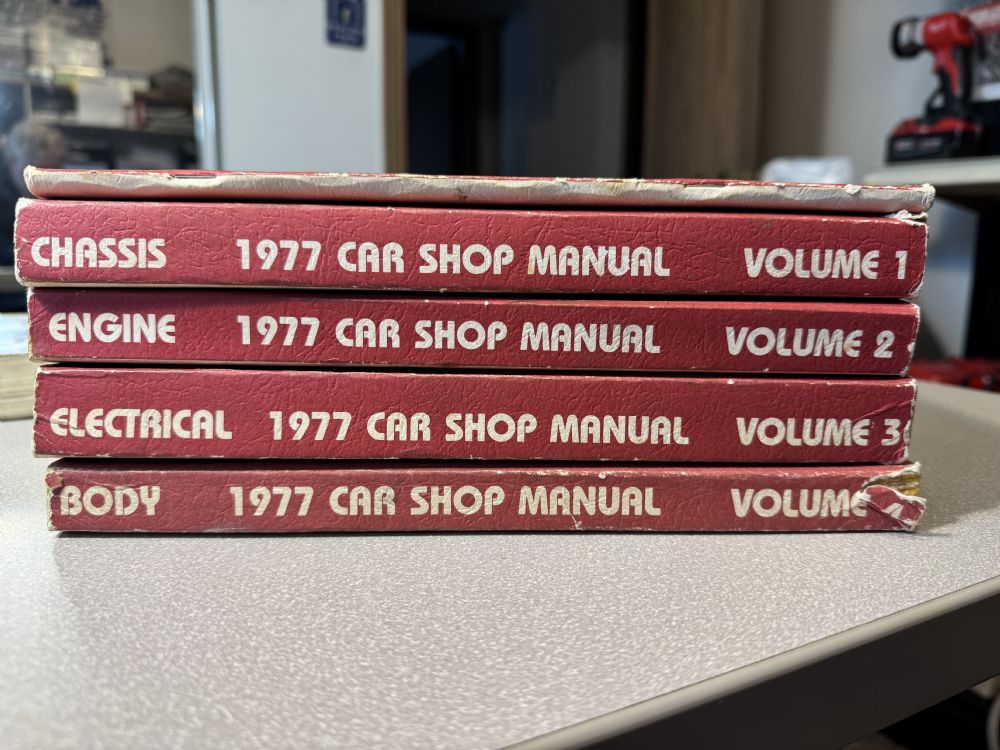 CHASSIS 1977 CAR SHOP MANUAL VOLUME 1
ENGINE 1977 CAR SHOP MANUAL VOLUME 2
ELECTRICAL 1977 CAR SHOP MANUAL VOLUME 3
BODY 1977 CAR SHOP MANUAL VOLUME 4